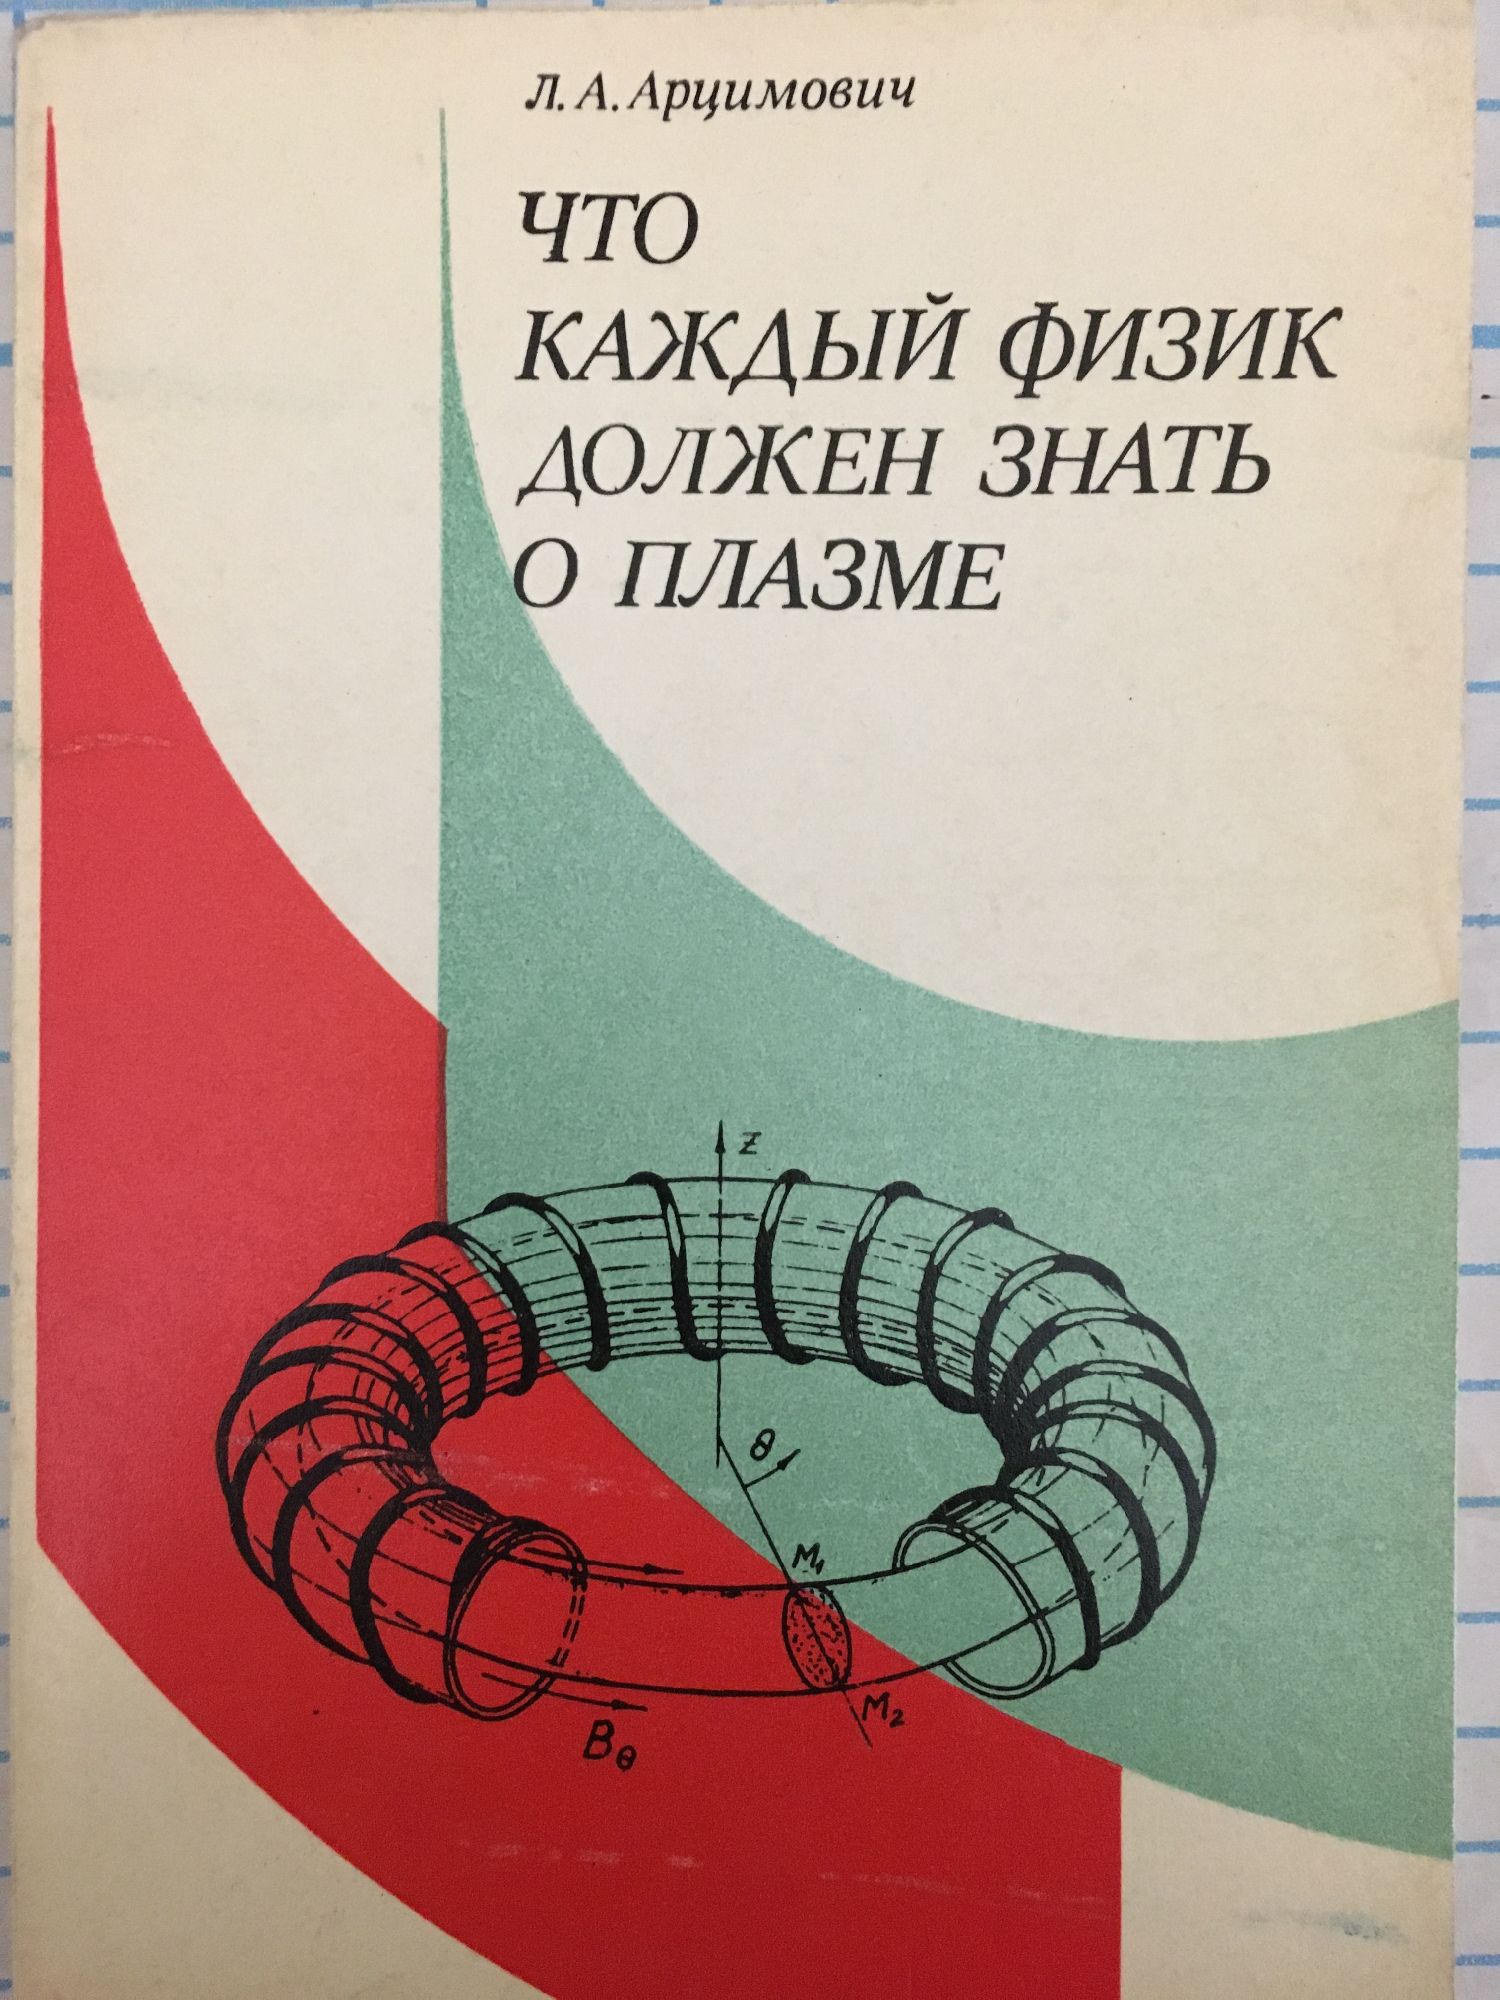 Л. А. Арцимович
ЧТО
КАЖДЫЙ ФИЗИК
ДОЛЖЕН ЗНАТЬ
О ПЛАЗМЕ
z
θ
M₁
M₂
Bθ